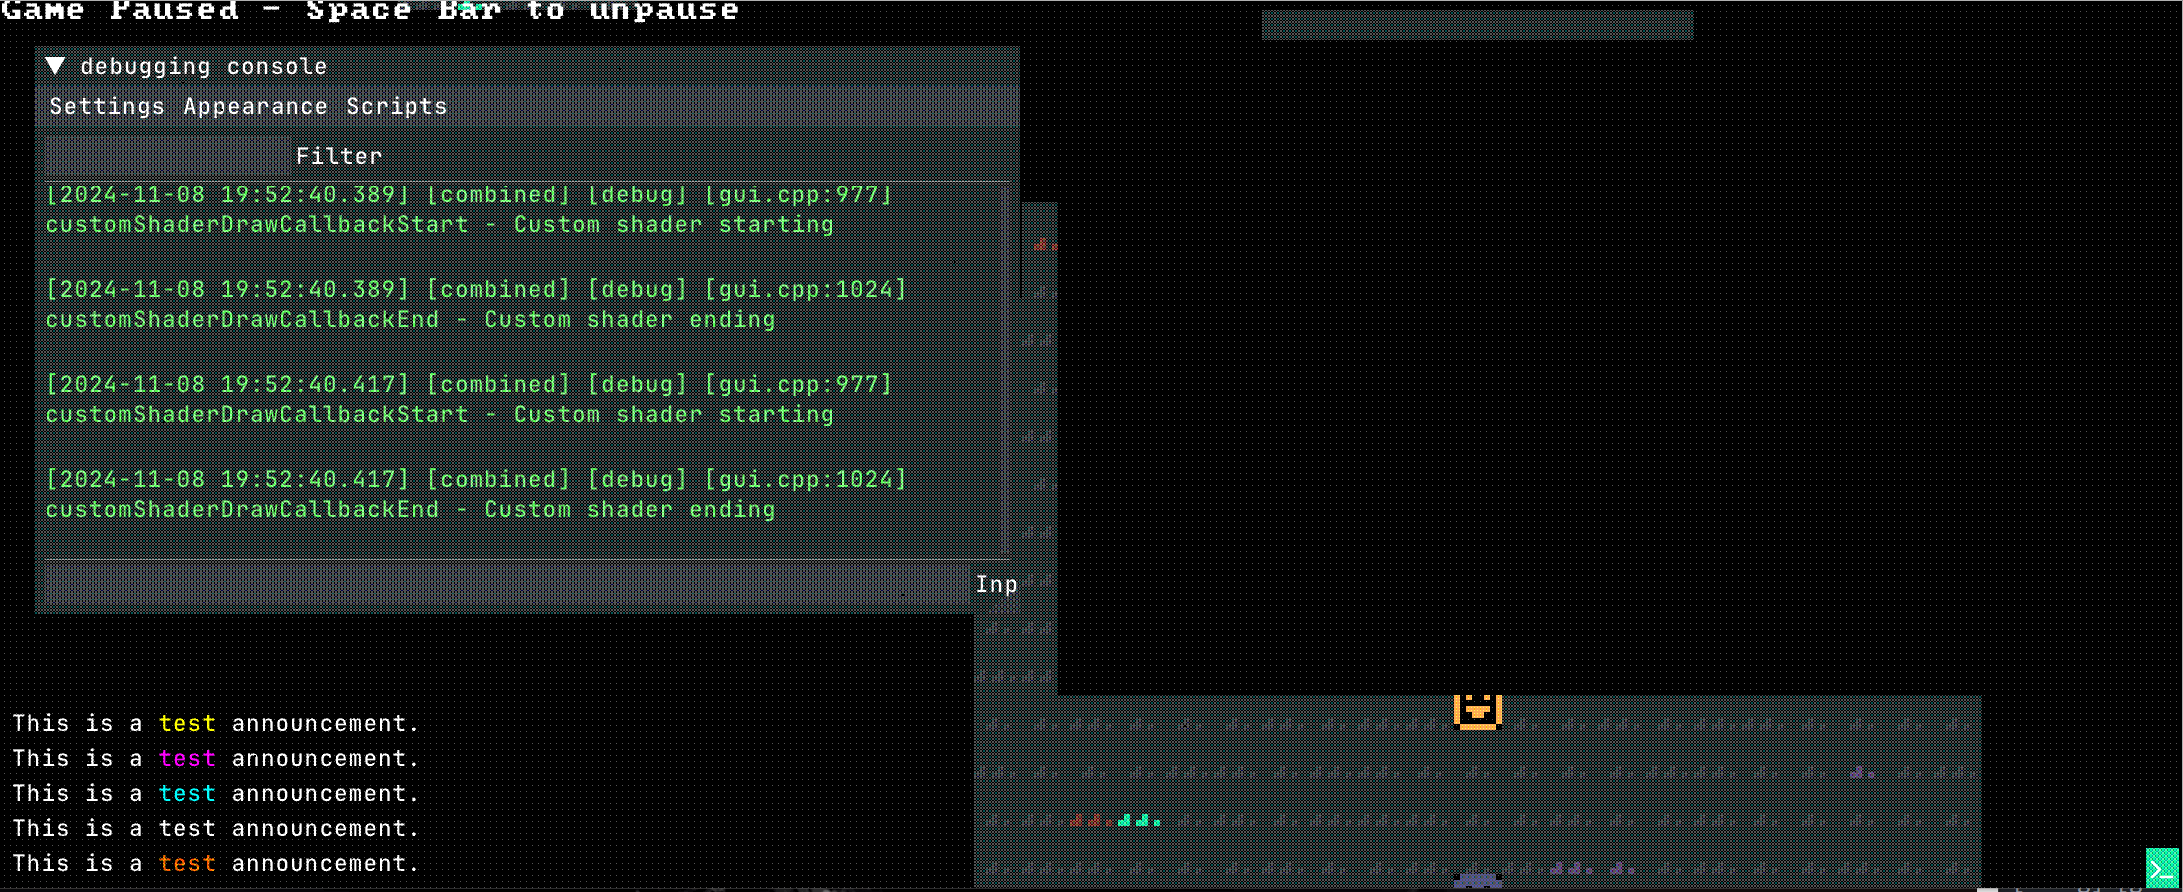 Game Paused - Space Bar to unpause
debugging console
Settings Appearance Scripts
Filter
[2024-11-08 19:52:40.389] [combined] [debug] [gui.cpp:977]
customShaderDrawCallbackStart - Custom shader starting
[2024-11-08 19:52:40.389] [combined] [debug] [gui.cpp:1024]
customShaderDrawCallbackEnd - Custom shader ending
[2024-11-08 19:52:40.417] [combined] [debug] [gui.cpp:977]
customShaderDrawCallbackStart - Custom shader starting
[2024-11-08 19:52:40.417] [combined] [debug] [gui.cpp:1024]
customShaderDrawCallbackEnd - Custom shader ending
Inp
This is a test announcement.
This is a test announcement.
This is a test announcement.
This is a test announcement.
This is a test announcement.